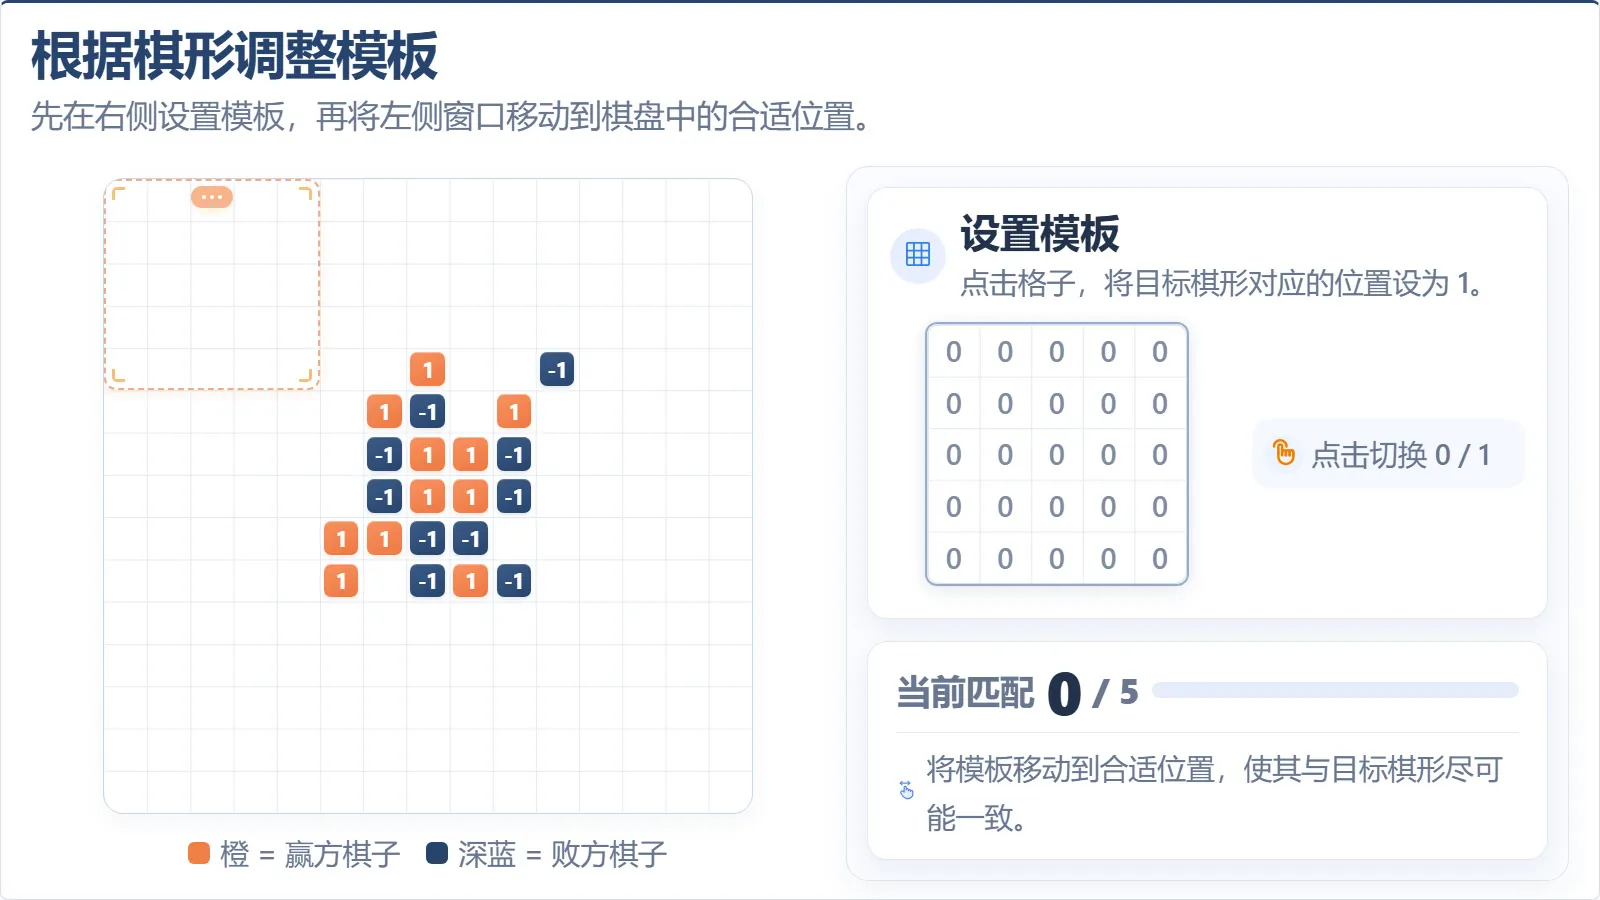 根据棋形调整模板
先在右侧设置模板，再将左侧窗口移动到棋盘中的合适位置。
1 -1
1 -1 1
-1 1 1 -1
-1 1 1 -1
1 1 -1 -1
1 -1 1 -1
橙 = 赢方棋子 深蓝 = 败方棋子
设置模板
点击格子，将目标棋形对应的位置设为 1。
0 0 0 0 0
0 0 0 0 0
0 0 0 0 0
0 0 0 0 0
0 0 0 0 0
点击切换 0 / 1
当前匹配 0 / 5
将模板移动到合适位置，使其与目标棋形尽可
能一致。